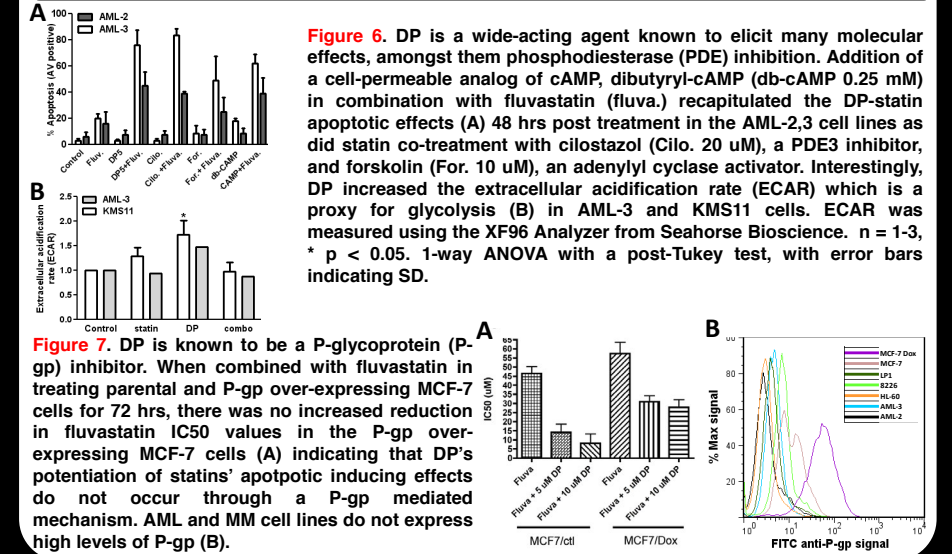 A
100
80
60
40
20
0
% Apoptosis (AV positive)
AML-2
AML-3
Control
Fluv.
DP5
DP5+Fluv.
Cilo.
Cilo. +Fluva.
For.
For.+Fluva.
db-CAMP
CAMP+Fluva.
B
2.5
2.0
1.5
1.0
0.5
0.0
Extracellular acidification
rate (ECAR)
AML-3
KMS11
*
Control statin DP combo
Figure 6. DP is a wide-acting agent known to elicit many molecular
effects, amongst them phosphodiesterase (PDE) inhibition. Addition of
a cell-permeable analog of cAMP, dibutyryl-cAMP (db-cAMP 0.25 mM)
in combination with fluvastatin (fluva.) recapitulated the DP-statin
apoptotic effects (A) 48 hrs post treatment in the AML-2,3 cell lines as
did statin co-treatment with cilostazol (Cilo. 20 uM), a PDE3 inhibitor,
and forskolin (For. 10 uM), an adenylyl cyclase activator. Interestingly,
DP increased the extracellular acidification rate (ECAR) which is a
proxy for glycolysis (B) in AML-3 and KMS11 cells. ECAR was
measured using the XF96 Analyzer from Seahorse Bioscience. n = 1-3,
* p < 0.05. 1-way ANOVA with a post-Tukey test, with error bars
indicating SD.
Figure 7. DP is known to be a P-glycoprotein (P-
gp) inhibitor. When combined with fluvastatin in
treating parental and P-gp over-expressing MCF-7
cells for 72 hrs, there was no increased reduction
in fluvastatin IC50 values in the P-gp over-
expressing MCF-7 cells (A) indicating that DP's
potentiation of statins' apotpotic inducing effects
do not occur through a P-gp mediated
mechanism. AML and MM cell lines do not express
high levels of P-gp (B).
A
65
60
55
50
45
40
35
30
25
20
15
10
5
0
IC50 (uM)
Fluva
Fluva + 5 uM DP
Fluva + 10 uM DP
Fluva
Fluva + 5 uM DP
Fluva + 10 uM DP
MCF7/ctl MCF7/Dox
B
80
60
40
20
% Max signal
MCF-7 Dox
MCF-7
LP1
8226
HL-60
AML-3
AML-2
10^0 10^1 10^2 10^3 10^4
FITC anti-P-gp signal